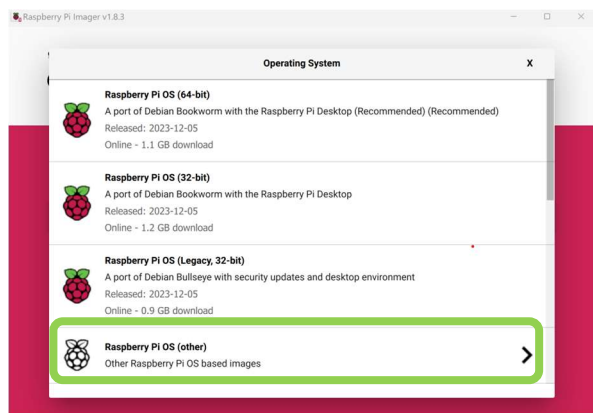 Raspberry Pi Imager v1.8.3
Operating System
X
Raspberry Pi OS (64-bit)
A port of Debian Bookworm with the Raspberry Pi Desktop (Recommended) (Recommended)
Released: 2023-12-05
Online - 1.1 GB download
Raspberry Pi OS (32-bit)
A port of Debian Bookworm with the Raspberry Pi Desktop
Released: 2023-12-05
Online - 1.2 GB download
Raspberry Pi OS (Legacy, 32-bit)
A port of Debian Bullseye with security updates and desktop environment
Released: 2023-12-05
Online - 0.9 GB download
Raspberry Pi OS (other)
Other Raspberry Pi OS based images